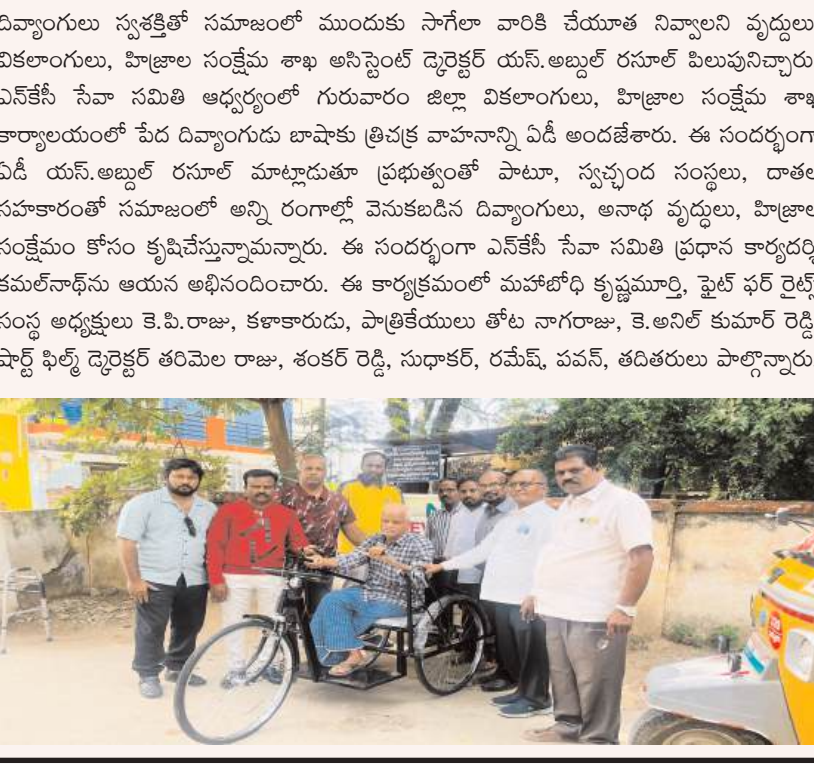 దివ్యాంగులు స్వశక్తితో సమాజంలో ముందుకు సాగేలా వారికి చేయూత నివ్వాలని వృద్దులు
వికలాంగులు, హిజ్రాల సంక్షేమ శాఖ అసిస్టెంట్ డైరెక్టర్ యస్.అబ్దుల్ రసూల్ పిలుపునిచ్చారు
ఎన్‌కేసీ సేవా సమితి ఆధ్వర్యంలో గురువారం జిల్లా వికలాంగులు, హిజ్రాల సంక్షేమ శాఖ
కార్యాలయంలో పేద దివ్యాంగుడు బాషాకు త్రిచక్ర వాహనాన్ని ఏడీ అందజేశారు. ఈ సందర్భంగా
ఏడీ యస్.అబ్దుల్ రసూల్ మాట్లాడుతూ ప్రభుత్వంతో పాటూ, స్వచ్ఛంద సంస్థలు, దాతల
సహకారంతో సమాజంలో అన్ని రంగాల్లో వెనుకబడిన దివ్యాంగులు, అనాథ వృద్ధులు, హిజ్రాల
సంక్షేమం కోసం కృషిచేస్తున్నామన్నారు. ఈ సందర్భంగా ఎన్‌కేసీ సేవా సమితి ప్రధాన కార్యదర్శి
కమల్‌నాథ్‌ను ఆయన అభినందించారు. ఈ కార్యక్రమంలో మహాబోధి కృష్ణమూర్తి, ఫైట్ ఫర్ రైట్స్
సంస్థ అధ్యక్షులు కె.పి.రాజు, కళాకారుడు, పాత్రికేయులు తోట నాగరాజు, కె.అనిల్ కుమార్ రెడ్డి
షార్ట్ ఫిల్మ్ డైరెక్టర్ తరిమెల రాజు, శంకర్ రెడ్డి, సుధాకర్, రమేష్, పవన్, తదితరులు పాల్గొన్నారు